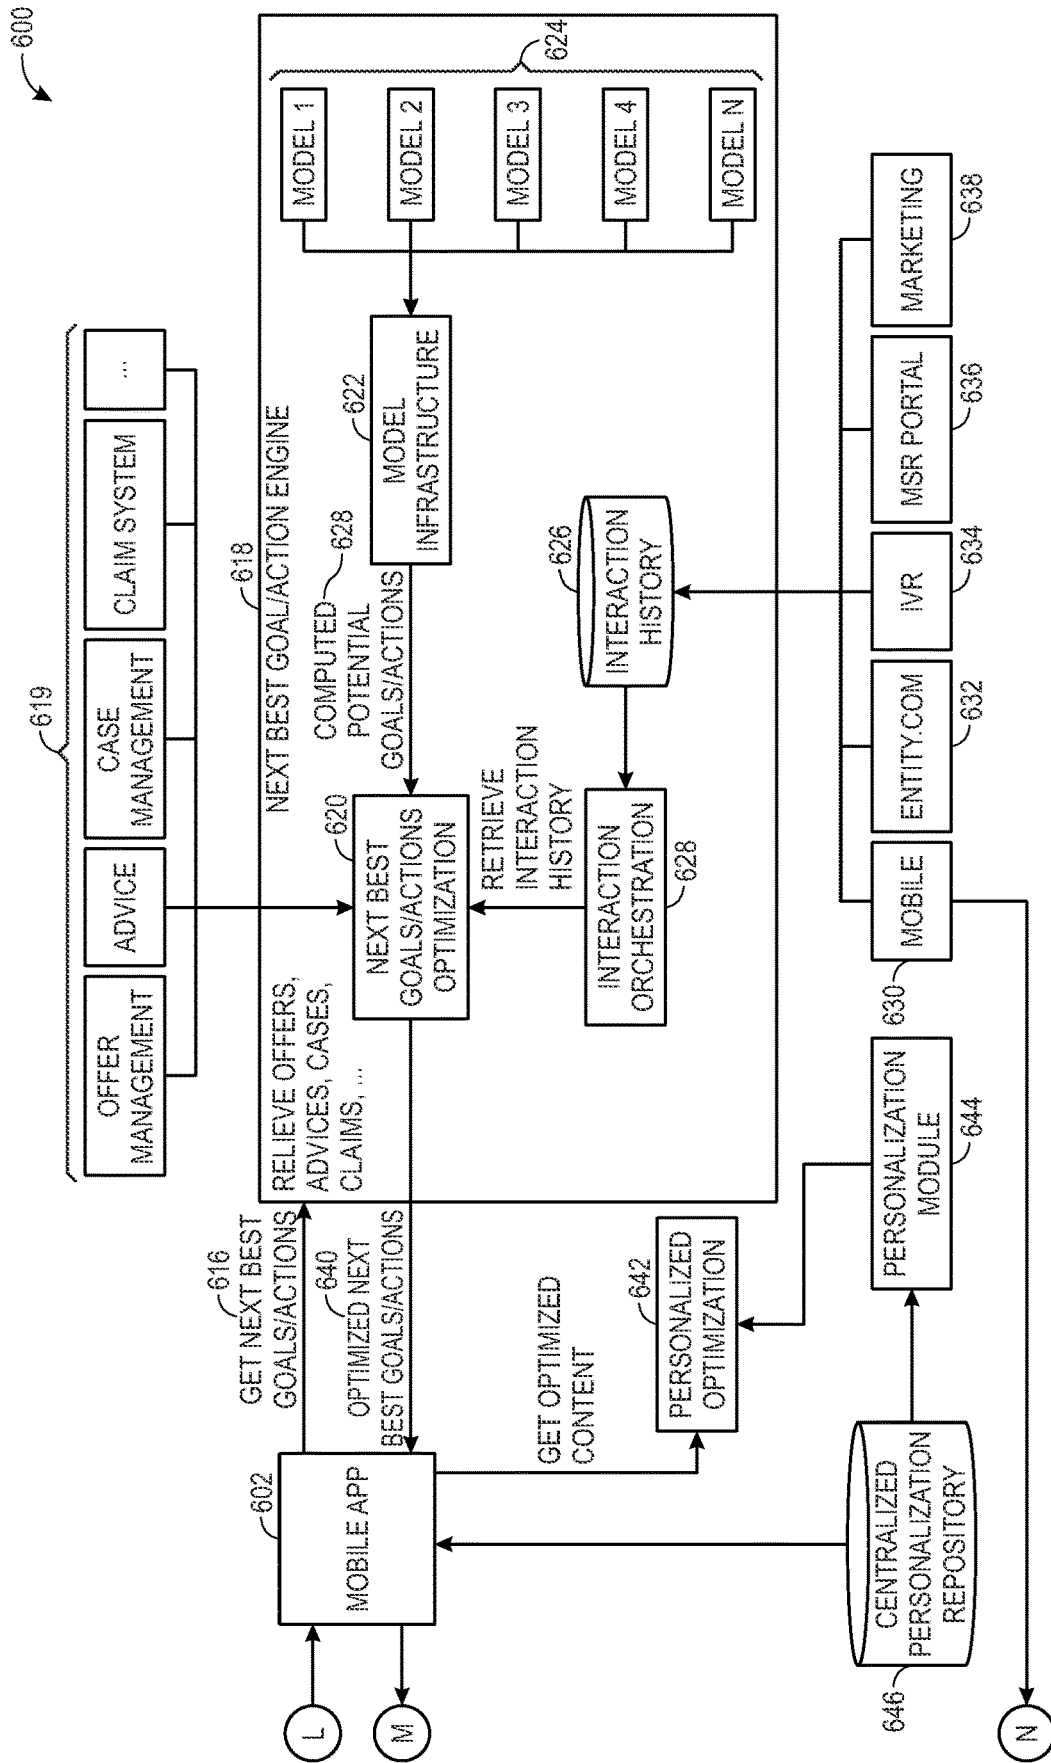 600
619
OFFER
MANAGEMENT
ADVICE
CASE
MANAGEMENT
CLAIM SYSTEM
...
616
GET NEXT BEST
GOALS/ACTIONS
RELIEVE OFFERS,
ADVICES, CASES,
CLAIMS, ...
618
NEXT BEST GOAL/ACTION ENGINE
624
MODEL 1
MODEL 2
MODEL 3
MODEL 4
MODEL N
L
M
602
MOBILE APP
640
OPTIMIZED NEXT
BEST GOALS/ACTIONS
620
NEXT BEST
GOALS/ACTIONS
OPTIMIZATION
COMPUTED
POTENTIAL
GOALS/ACTIONS
628
622
MODEL
INFRASTRUCTURE
RETRIEVE
INTERACTION
HISTORY
626
INTERACTION
HISTORY
INTERACTION
ORCHESTRATION
628
GET OPTIMIZED
CONTENT
642
PERSONALIZED
OPTIMIZATION
646
CENTRALIZED
PERSONALIZATION
REPOSITORY
PERSONALIZATION
MODULE
644
630
MOBILE
ENTITY.COM
632
IVR
634
MSR PORTAL
636
MARKETING
638
N